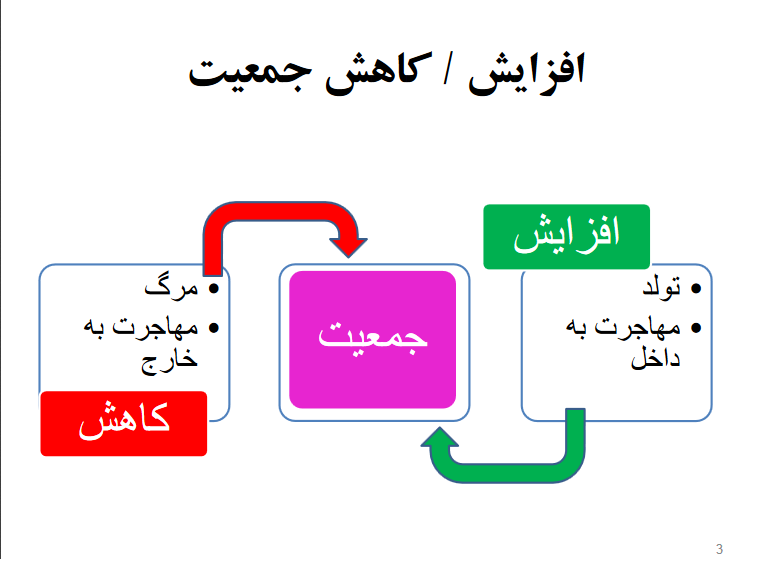 افزایش / کاهش جمعیت
افزایش
• تولد
• مهاجرت به
داخل
جمعیت
• مرگ
• مهاجرت به
خارج
کاهش
3